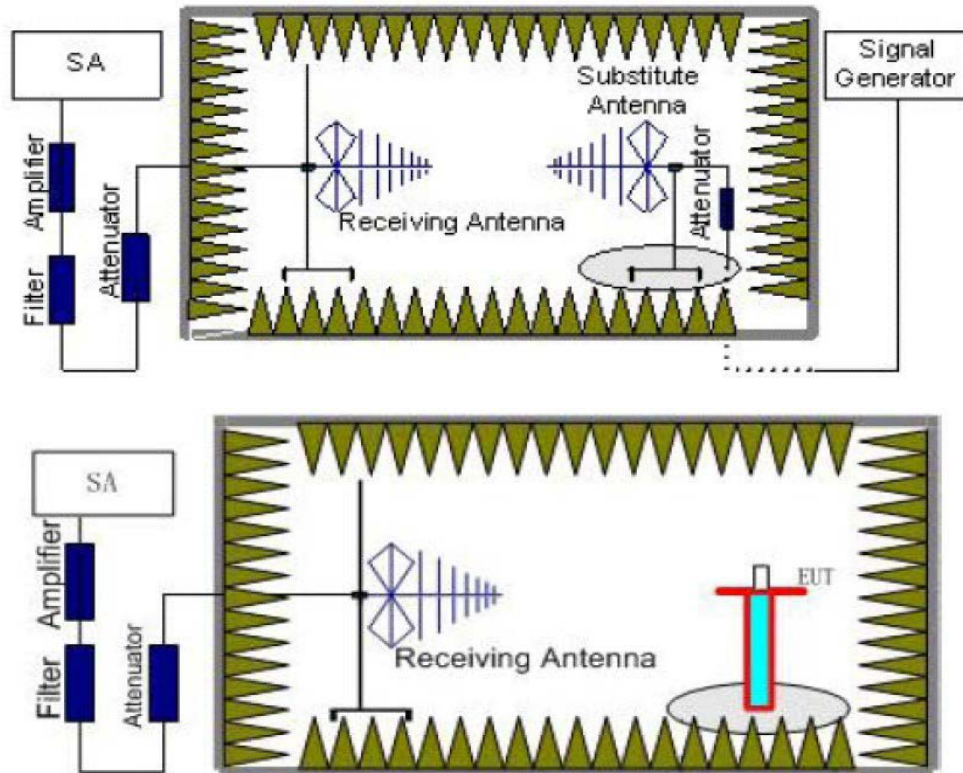 SA
Signal
Generator
Substitute
Antenna
Amplifier
Attenuator
Receiving Antenna
Attenuator
Filter
SA
Amplifier
EUT
Receiving Antenna
Filter
Attenuator